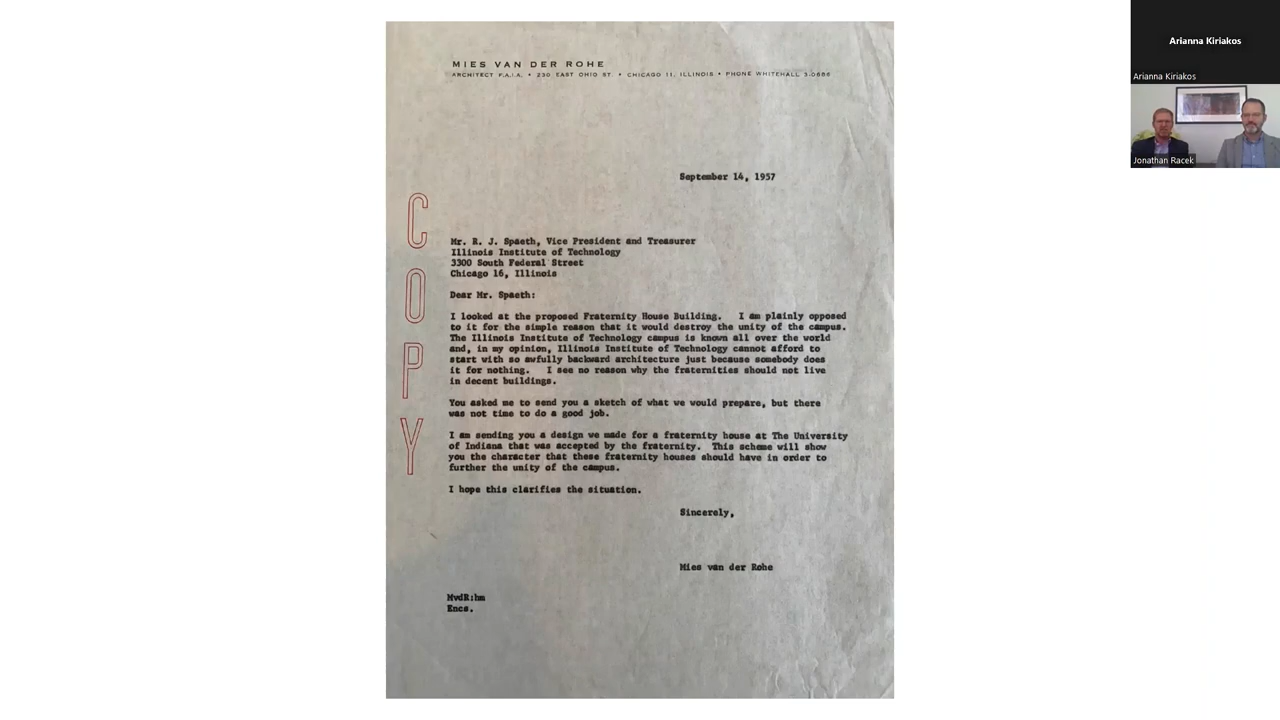 MIES VAN DER ROHE
ARCHITECT F.A.I.A. • 230 EAST OHIO ST. • CHICAGO 11, ILLINOIS • PHONE WHITEHALL 3-0686
September 14, 1957
COPY
Mr. R. J. Spaeth, Vice President and Treasurer
Illinois Institute of Technology
3300 South Federal Street
Chicago 16, Illinois
Dear Mr. Spaeth:
I looked at the proposed Fraternity House Building. I am plainly opposed
to it for the simple reason that it would destroy the unity of the campus.
The Illinois Institute of Technology campus is known all over the world
and, in my opinion, Illinois Institute of Technology cannot afford to
start with so awfully backward architecture just because somebody does
it for nothing. I see no reason why the fraternities should not live
in decent buildings.
You asked me to send you a sketch of what we would prepare, but there
was not time to do a good job.
I am sending you a design we made for a fraternity house at The University
of Indiana that was accepted by the fraternity. This scheme will show
you the character that these fraternity houses should have in order to
further the unity of the campus.
I hope this clarifies the situation.
Sincerely,
Mies van der Rohe
MvdR:hm
Encs.
Arianna Kiriakos
Arianna Kiriakos
Jonathan Racek